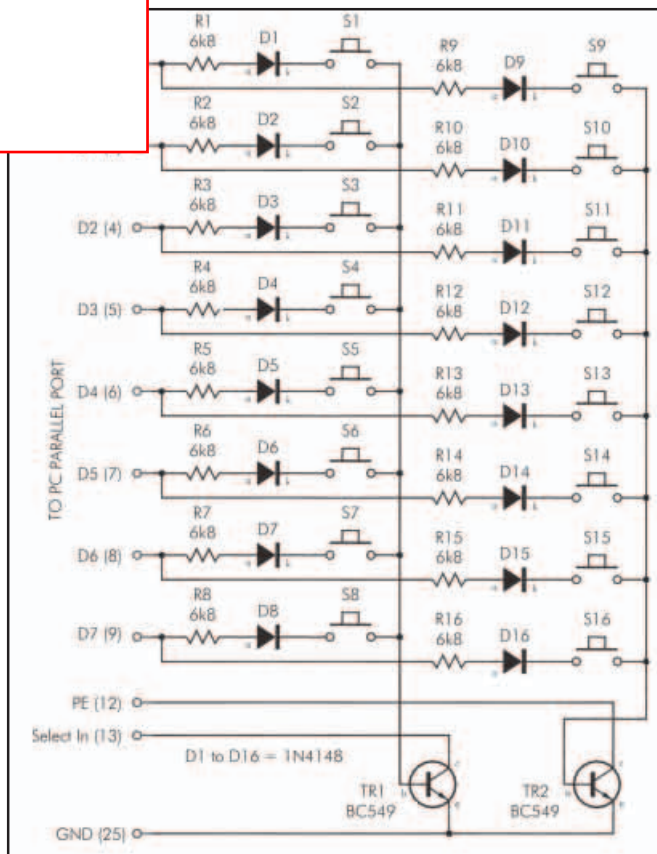 R1
6k8
D1
S1
R9
6k8
D9
S9
R2
6k8
D2
S2
R10
6k8
D10
S10
R3
6k8
D3
S3
D2 (4)
R11
6k8
D11
S11
R4
6k8
D4
S4
D3 (5)
R12
6k8
D12
S12
R5
6k8
D5
S5
D4 (6)
R13
6k8
D13
S13
R6
6k8
D6
S6
D5 (7)
R14
6k8
D14
S14
R7
6k8
D7
S7
D6 (8)
R15
6k8
D15
S15
R8
6k8
D8
S8
D7 (9)
R16
6k8
D16
S16
TO PC PARALLEL PORT
PE (12)
Select In (13)
D1 to D16 = 1N4148
TR1
BC549
b
c
e
TR2
BC549
b
c
e
GND (25)